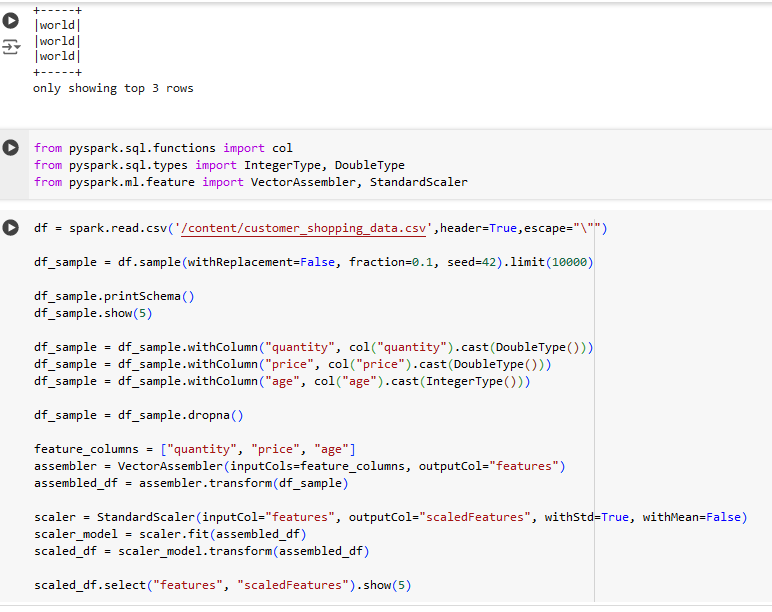 +-----+
|world|
|world|
|world|
+-----+
only showing top 3 rows
from pyspark.sql.functions import col
from pyspark.sql.types import IntegerType, DoubleType
from pyspark.ml.feature import VectorAssembler, StandardScaler
df = spark.read.csv('/content/customer_shopping_data.csv',header=True,escape="\"")
df_sample = df.sample(withReplacement=False, fraction=0.1, seed=42).limit(10000)
df_sample.printSchema()
df_sample.show(5)
df_sample = df_sample.withColumn("quantity", col("quantity").cast(DoubleType()))
df_sample = df_sample.withColumn("price", col("price").cast(DoubleType()))
df_sample = df_sample.withColumn("age", col("age").cast(IntegerType()))
df_sample = df_sample.dropna()
feature_columns = ["quantity", "price", "age"]
assembler = VectorAssembler(inputCols=feature_columns, outputCol="features")
assembled_df = assembler.transform(df_sample)
scaler = StandardScaler(inputCol="features", outputCol="scaledFeatures", withStd=True, withMean=False)
scaler_model = scaler.fit(assembled_df)
scaled_df = scaler_model.transform(assembled_df)
scaled_df.select("features", "scaledFeatures").show(5)